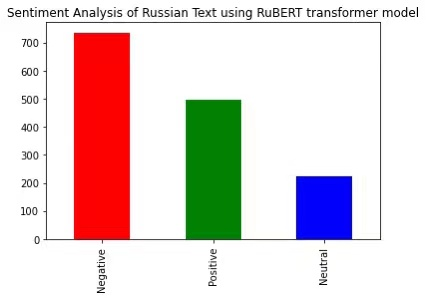 Sentiment Analysis of Russian Text using RuBERT transformer model
700
600
500
400
300
200
100
0
Negative
Positive
Neutral